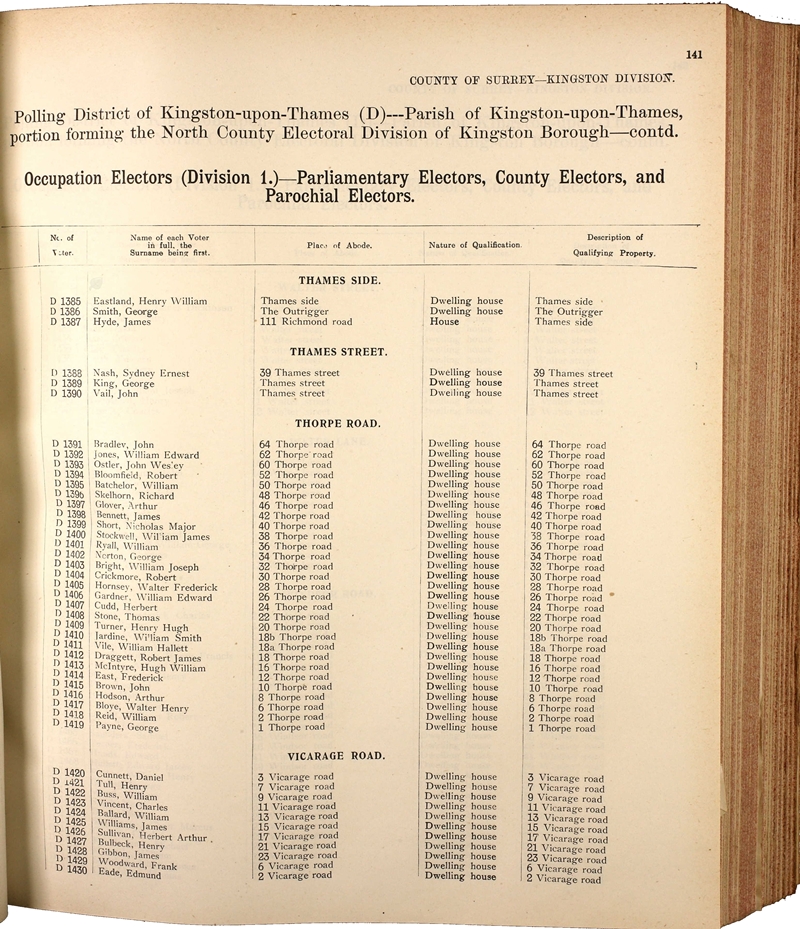 141
COUNTY OF SURREY—KINGSTON DIVISION.
Polling District of Kingston-upon-Thames (D)---Parish of Kingston-upon-Thames,
portion forming the North County Electoral Division of Kingston Borough—contd.
Occupation Electors (Division 1.)—Parliamentary Electors, County Electors, and
Parochial Electors.
No. of Voter. Name of each Voter in full, the Surname being first. Place of Abode. Nature of Qualification. Description of Qualifying Property.
THAMES SIDE.
D 1385 Eastland, Henry William Thames side Dwelling house Thames side
D 1386 Smith, George The Outrigger Dwelling house The Outrigger
D 1387 Hyde, James 111 Richmond road House Thames side
THAMES STREET.
D 1388 Nash, Sydney Ernest 39 Thames street Dwelling house 39 Thames street
D 1389 King, George Thames street Dwelling house Thames street
D 1390 Vail, John Thames street Dwelling house Thames street
THORPE ROAD.
D 1391 Bradley, John 64 Thorpe road Dwelling house 64 Thorpe road
D 1392 Jones, William Edward 62 Thorpe road Dwelling house 62 Thorpe road
D 1393 Ostler, John Wesley 60 Thorpe road Dwelling house 60 Thorpe road
D 1394 Bloomfield, Robert 52 Thorpe road Dwelling house 52 Thorpe road
D 1395 Batchelor, William 50 Thorpe road Dwelling house 50 Thorpe road
D 1396 Skelhorn, Richard 48 Thorpe road Dwelling house 48 Thorpe road
D 1397 Glover, Arthur 46 Thorpe road Dwelling house 46 Thorpe road
D 1398 Bennett, James 42 Thorpe road Dwelling house 42 Thorpe road
D 1399 Short, Nicholas Major 40 Thorpe road Dwelling house 40 Thorpe road
D 1400 Stockwell, William James 38 Thorpe road Dwelling house 38 Thorpe road
D 1401 Ryall, William 36 Thorpe road Dwelling house 36 Thorpe road
D 1402 Norton, George 34 Thorpe road Dwelling house 34 Thorpe road
D 1403 Bright, William Joseph 32 Thorpe road Dwelling house 32 Thorpe road
D 1404 Crickmore, Robert 30 Thorpe road Dwelling house 30 Thorpe road
D 1405 Hornsey, Walter Frederick 28 Thorpe road Dwelling house 28 Thorpe road
D 1406 Gardner, William Edward 26 Thorpe road Dwelling house 26 Thorpe road
D 1407 Cudd, Herbert 24 Thorpe road Dwelling house 24 Thorpe road
D 1408 Stone, Thomas 22 Thorpe road Dwelling house 22 Thorpe road
D 1409 Turner, Henry Hugh 20 Thorpe road Dwelling house 20 Thorpe road
D 1410 Jardine, William Smith 18b Thorpe road Dwelling house 18b Thorpe road
D 1411 Vile, William Hallett 18a Thorpe road Dwelling house 18a Thorpe road
D 1412 Draggett, Robert James 18 Thorpe road Dwelling house 18 Thorpe road
D 1413 McIntyre, Hugh William 16 Thorpe road Dwelling house 16 Thorpe road
D 1414 East, Frederick 12 Thorpe road Dwelling house 12 Thorpe road
D 1415 Brown, John 10 Thorpe road Dwelling house 10 Thorpe road
D 1416 Hodson, Arthur 8 Thorpe road Dwelling house 8 Thorpe road
D 1417 Bloye, Walter Henry 6 Thorpe road Dwelling house 6 Thorpe road
D 1418 Reid, William 2 Thorpe road Dwelling house 2 Thorpe road
D 1419 Payne, George 1 Thorpe road Dwelling house 1 Thorpe road
VICARAGE ROAD.
D 1420 Cunnett, Daniel 3 Vicarage road Dwelling house 3 Vicarage road
D 1421 Tull, Henry 7 Vicarage road Dwelling house 7 Vicarage road
D 1422 Buss, William 9 Vicarage road Dwelling house 9 Vicarage road
D 1423 Vincent, Charles 11 Vicarage road Dwelling house 11 Vicarage road
D 1424 Ballard, William 13 Vicarage road Dwelling house 13 Vicarage road
D 1425 Williams, James 15 Vicarage road Dwelling house 15 Vicarage road
D 1426 Sullivan, Herbert Arthur 17 Vicarage road Dwelling house 17 Vicarage road
D 1427 Bulbeck, Henry 21 Vicarage road Dwelling house 21 Vicarage road
D 1428 Gibbon, James 23 Vicarage road Dwelling house 23 Vicarage road
D 1429 Woodward, Frank 6 Vicarage road Dwelling house 6 Vicarage road
D 1430 Eade, Edmund 2 Vicarage road Dwelling house 2 Vicarage road